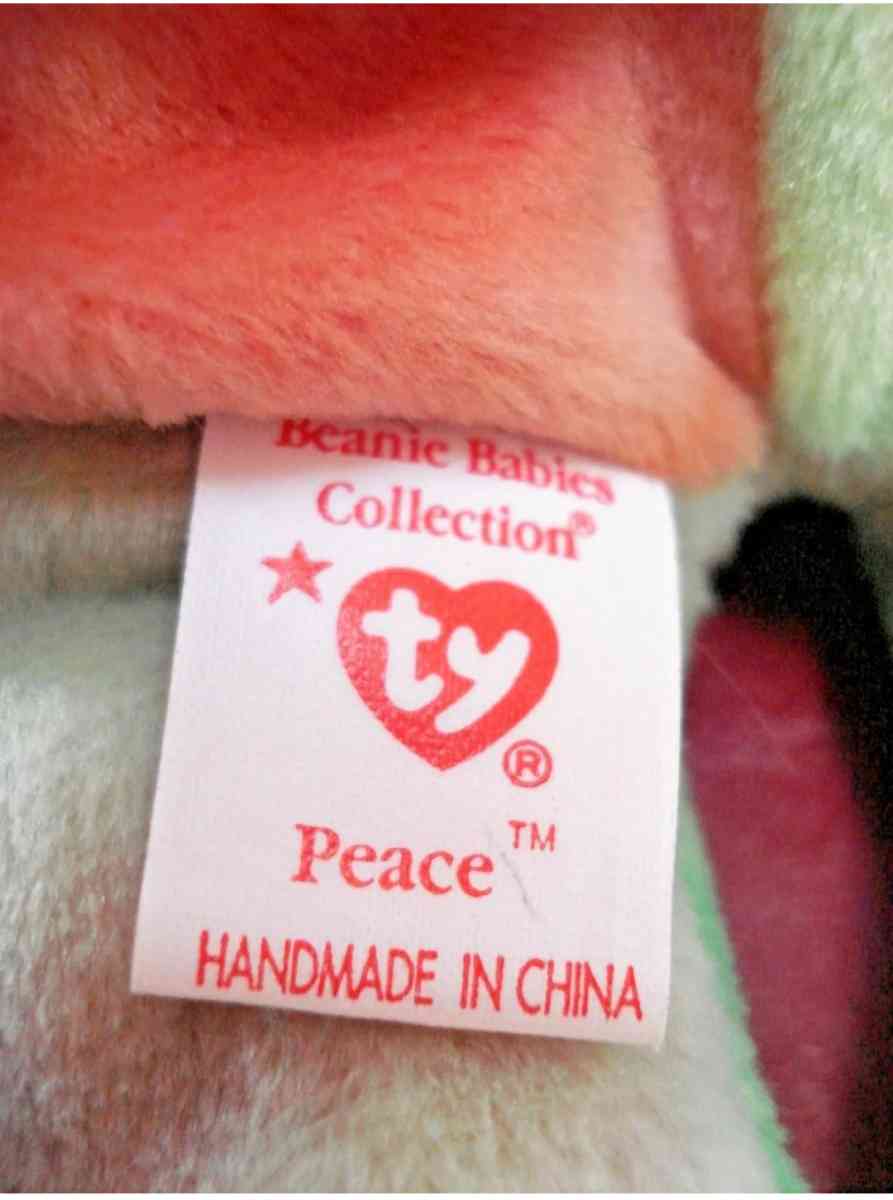 Beanie Babies
Collection®
ty
®
Peace™
HANDMADE IN CHINA